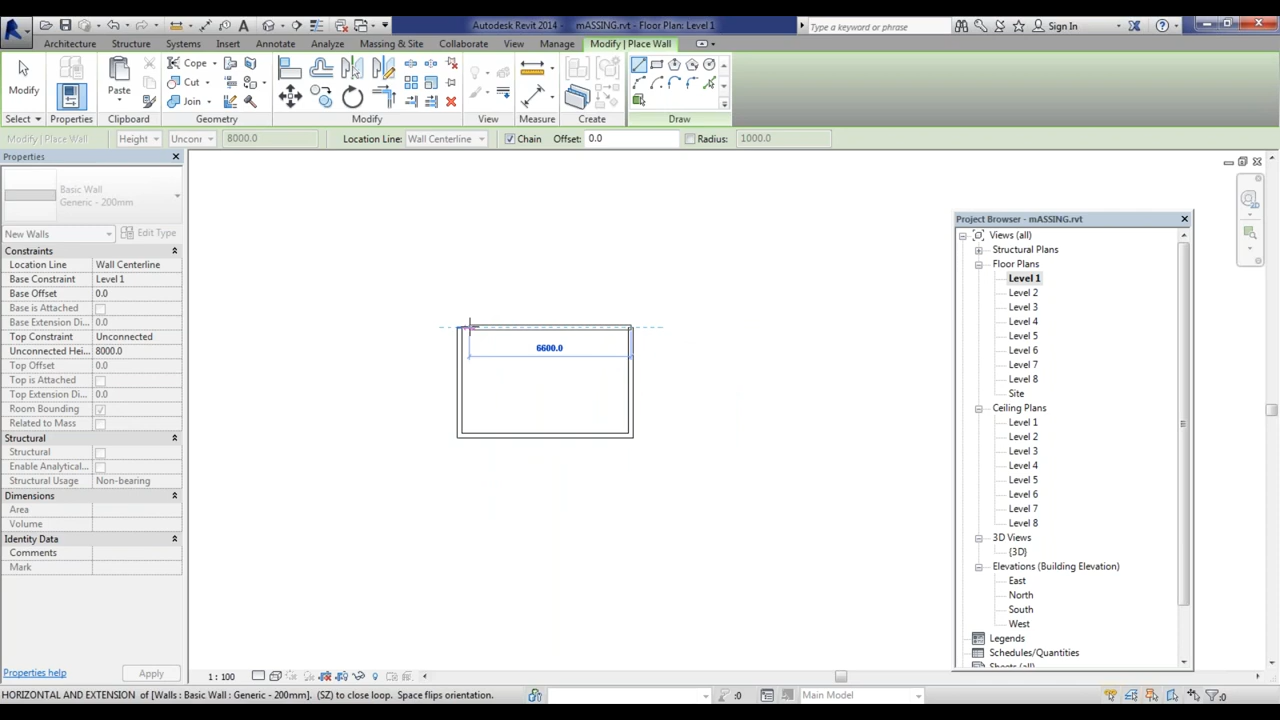 Autodesk Revit 2014 - mASSING.rvt - Floor Plan: Level 1
Type a keyword or phrase
Sign In
Architecture Structure Systems Insert Annotate Analyze Massing & Site Collaborate View Manage Modify | Place Wall
Modify
Paste
Cope
Cut
Join
Select Properties Clipboard Geometry Modify View Measure Create Draw
Modify | Place Wall Height Unconr 8000.0 Location Line: Wall Centerline Chain Offset: 0.0 Radius: 1000.0
Properties
Basic Wall
Generic - 200mm
New Walls Edit Type
Constraints
Location Line Wall Centerline
Base Constraint Level 1
Base Offset 0.0
Base is Attached
Base Extension Di... 0.0
Top Constraint Unconnected
Unconnected Hei... 8000.0
Top Offset 0.0
Top is Attached
Top Extension Di... 0.0
Room Bounding
Related to Mass
Structural
Structural
Enable Analytical...
Structural Usage Non-bearing
Dimensions
Area
Volume
Identity Data
Comments
Mark
Properties help Apply
6600.0
Project Browser - mASSING.rvt
Views (all)
Structural Plans
Floor Plans
Level 1
Level 2
Level 3
Level 4
Level 5
Level 6
Level 7
Level 8
Site
Ceiling Plans
Level 1
Level 2
Level 3
Level 4
Level 5
Level 6
Level 7
Level 8
3D Views
{3D}
Elevations (Building Elevation)
East
North
South
West
Legends
Schedules/Quantities
Sheets (all)
1 : 100
HORIZONTAL AND EXTENSION of [Walls : Basic Wall : Generic - 200mm]. (SZ) to close loop. Space flips orientation.
:0
Main Model
:0